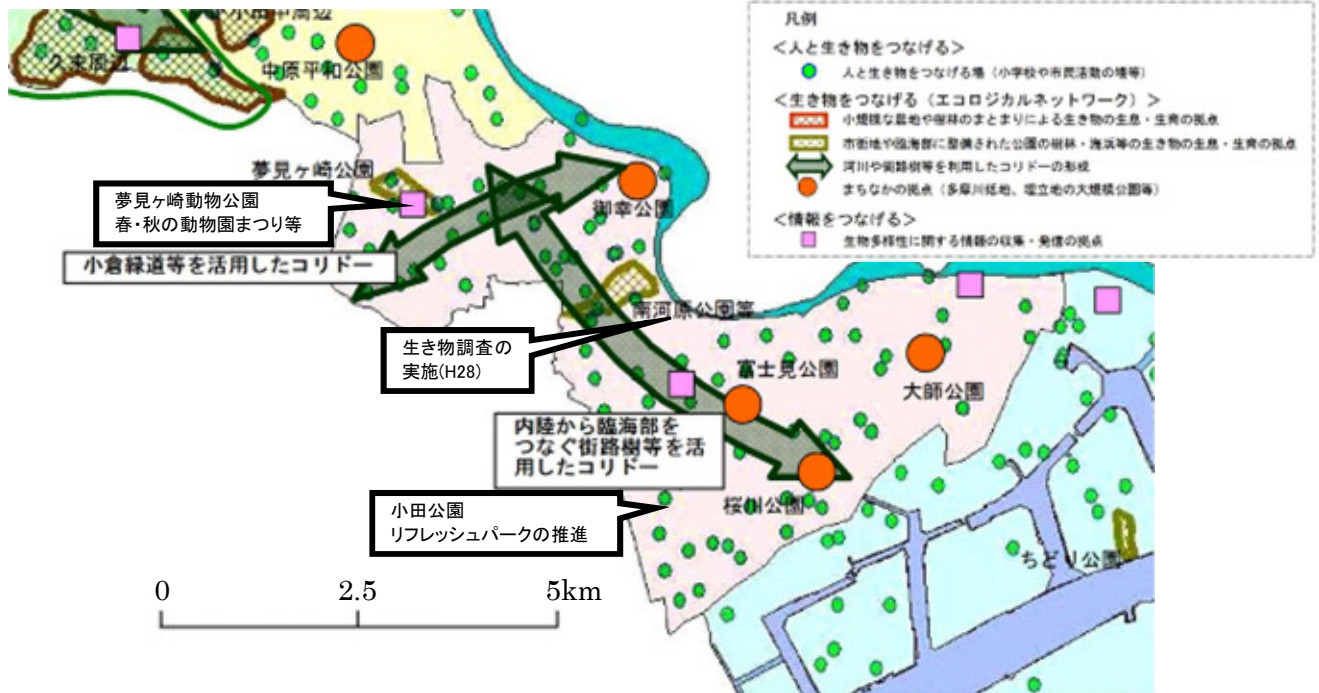 凡例
<人と生き物をつなげる>
人と生き物をつなげる場(小学校や市民活動の場等)
<生き物をつなげる(エコロジカルネットワーク)>
小規模な農地や樹林のまとまりによる生き物の生息・生育の拠点
市街地や臨海部に整備された公園の樹林・海浜等の生き物の生息・生育の拠点
河川や街路樹等を利用したコリドーの形成
まちなかの拠点(多摩川低地、埋立地の大規模公園等)
<情報をつなげる>
生物多様性に関する情報の収集・発信の拠点
久末周辺
中原平和公園
夢見ヶ崎公園
夢見ヶ崎動物公園
春・秋の動物園まつり等
御幸公園
小倉緑道等を活用したコリドー
南河原公園等
生き物調査の
実施(H28)
富士見公園
大師公園
内陸から臨海部を
つなぐ街路樹等を活
用したコリドー
桜川公園
小田公園
リフレッシュパークの推進
ちどり公園
0 2.5 5km